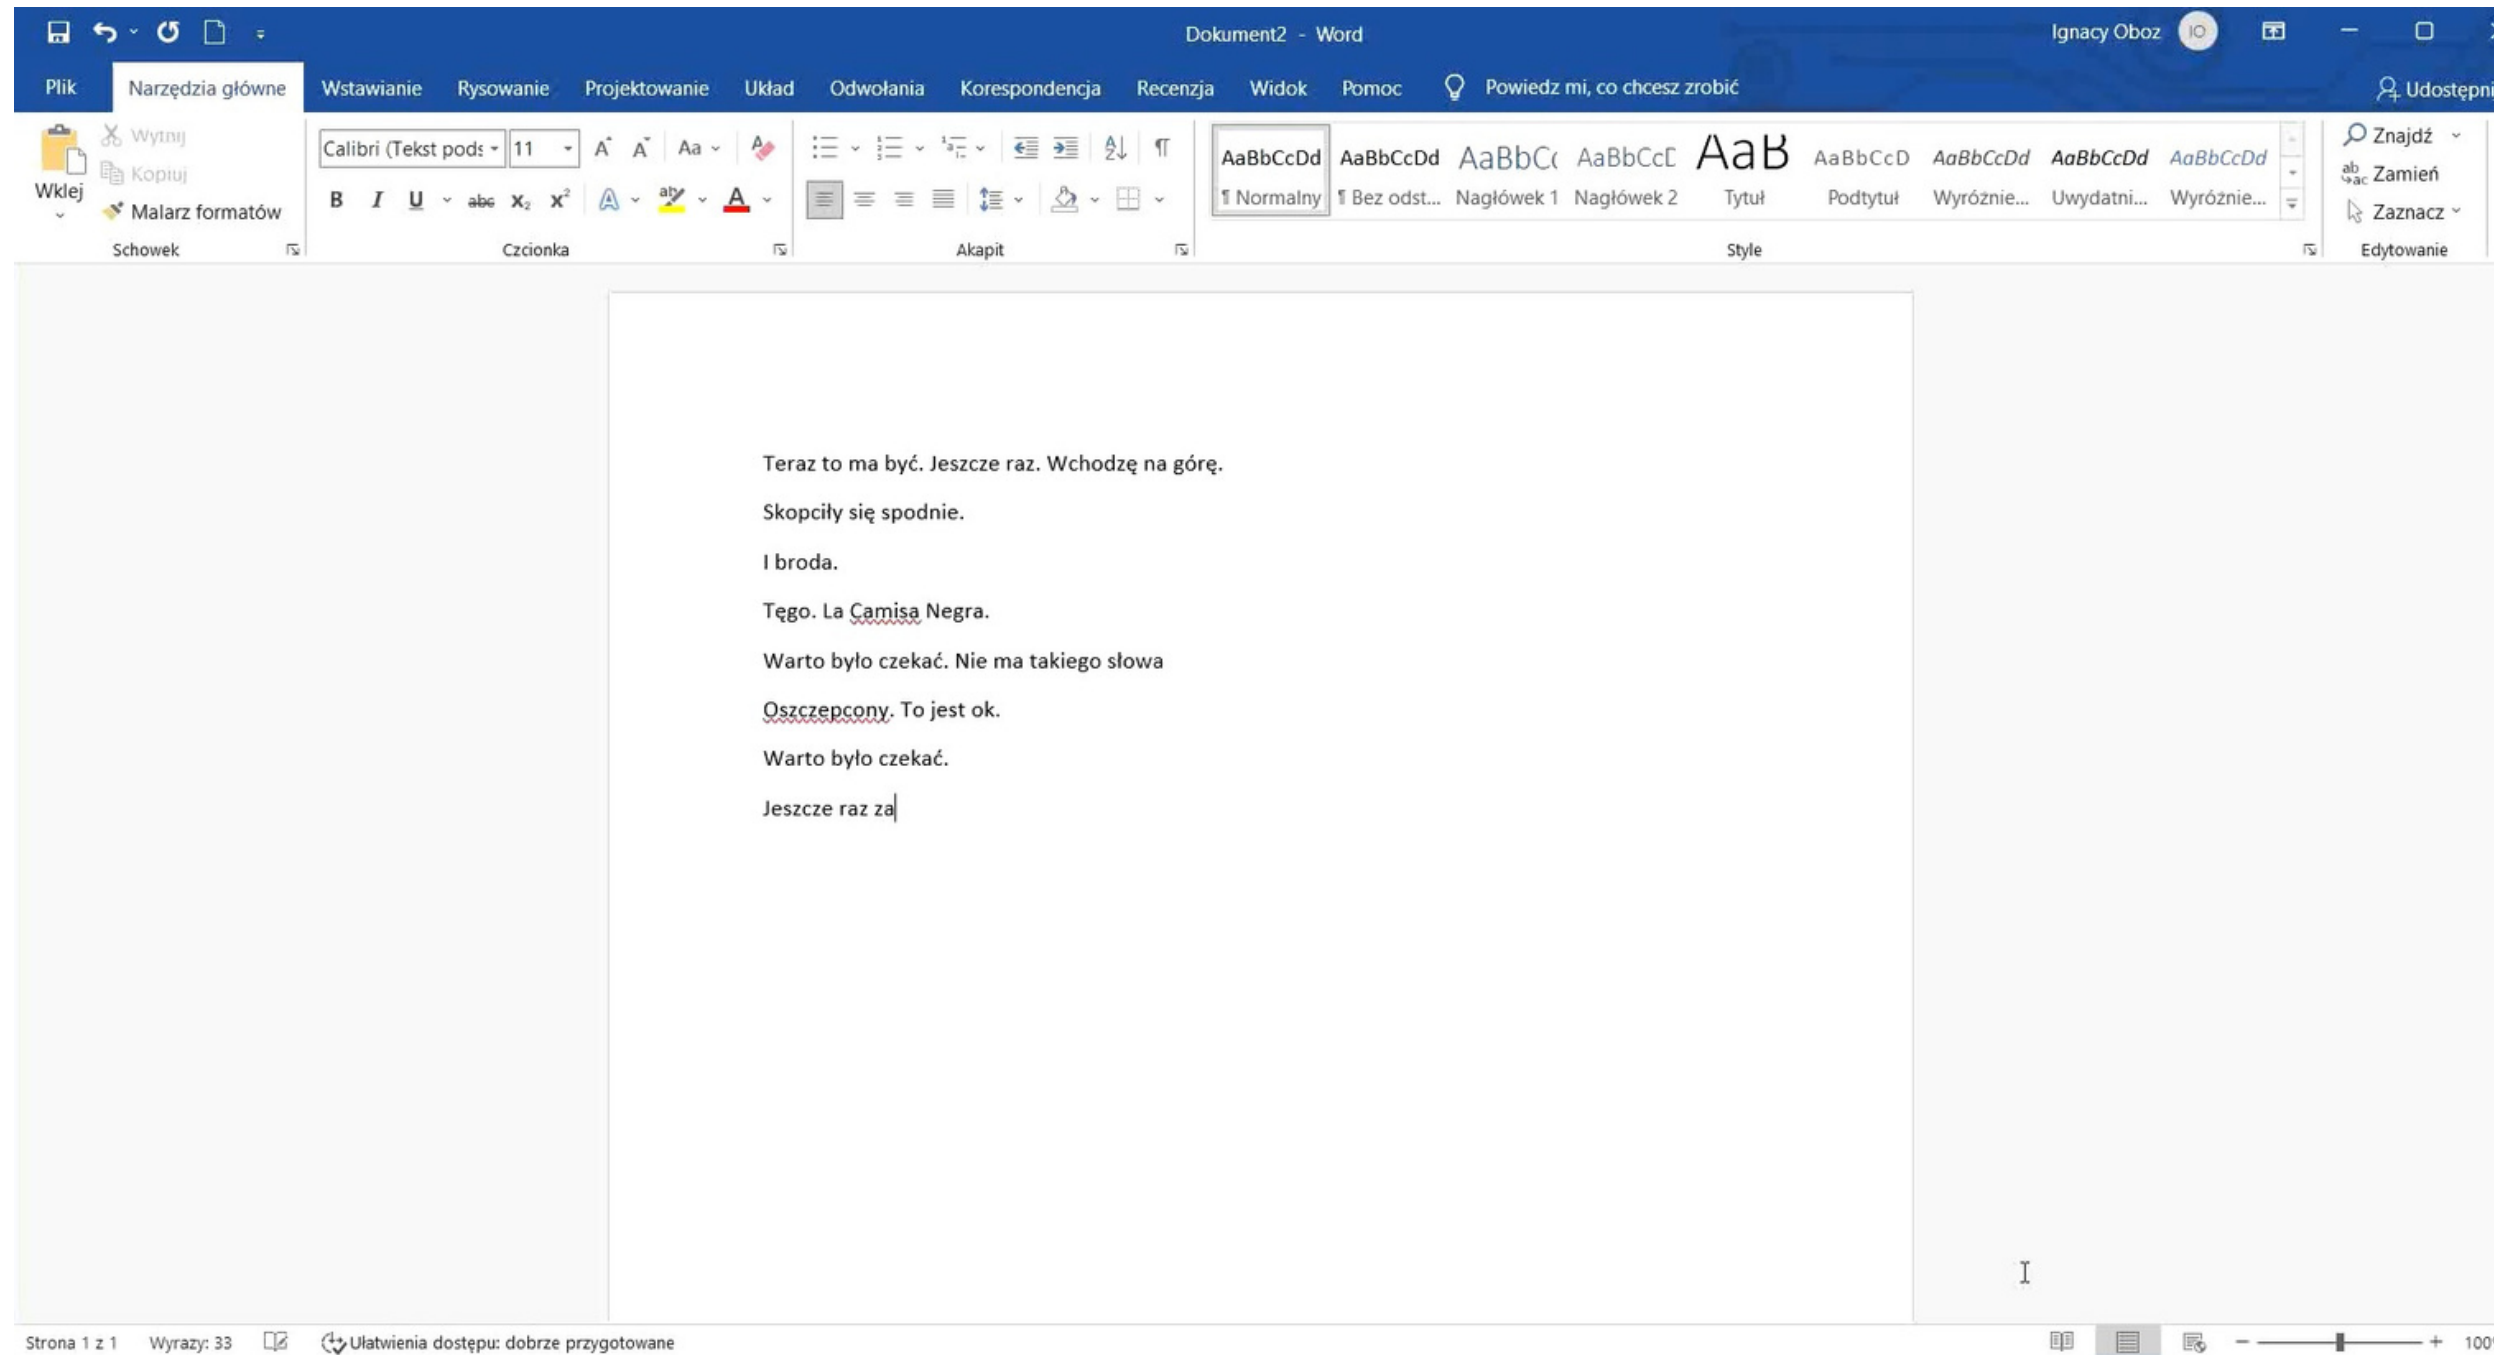 Dokument2 - Word
Ignacy Oboz
IO
Plik
Narzędzia główne
Wstawianie
Rysowanie
Projektowanie
Układ
Odwołania
Korespondencja
Recenzja
Widok
Pomoc
Powiedz mi, co chcesz zrobić
Udostępni
Wklej
Wytnij
Kopiuj
Malarz formatów
Schowek
Calibri (Tekst pods
11
Czcionka
Akapit
AaBbCcDd AaBbCcDd AaBbC AaBbCc AaB AaBbCcD AaBbCcDd AaBbCcDd AaBbCcDd
¶ Normalny ¶ Bez odst... Nagłówek 1 Nagłówek 2 Tytuł Podtytuł Wyróżnie... Uwydatni... Wyróżnie...
Style
Znajdź
Zamień
Zaznacz
Edytowanie
Teraz to ma być. Jeszcze raz. Wchodzę na górę.
Skopciły się spodnie.
I broda.
Tęgo. La Camisa Negra.
Warto było czekać. Nie ma takiego słowa
Oszczepcony. To jest ok.
Warto było czekać.
Jeszcze raz za
Strona 1 z 1
Wyrazy: 33
Ułatwienia dostępu: dobrze przygotowane
100